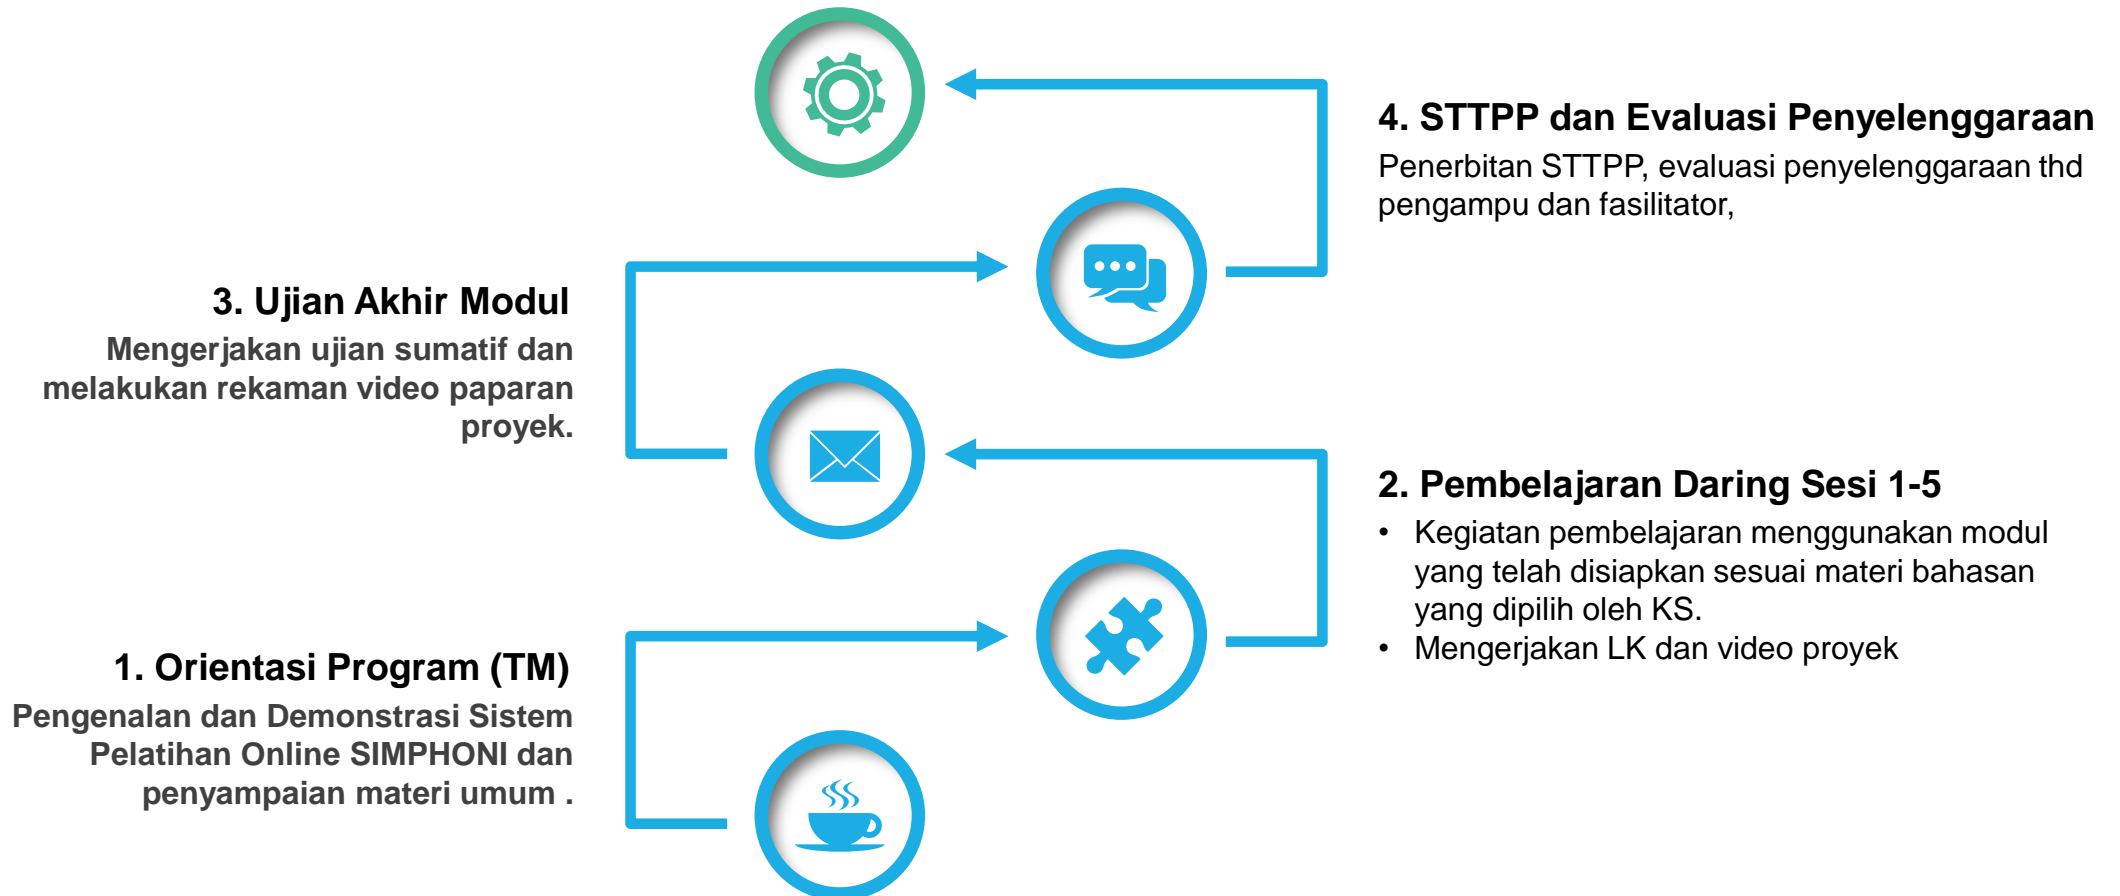 4. STTPP dan Evaluasi Penyelenggaraan
Penerbitan STTPP, evaluasi penyelenggaraan thd
pengampu dan fasilitator,
3. Ujian Akhir Modul
Mengerjakan ujian sumatif dan
melakukan rekaman video paparan
proyek.
2. Pembelajaran Daring Sesi 1-5
• Kegiatan pembelajaran menggunakan modul
yang telah disiapkan sesuai materi bahasan
yang dipilih oleh KS.
• Mengerjakan LK dan video proyek
1. Orientasi Program (TM)
Pengenalan dan Demonstrasi Sistem
Pelatihan Online SIMPHONI dan
penyampaian materi umum .